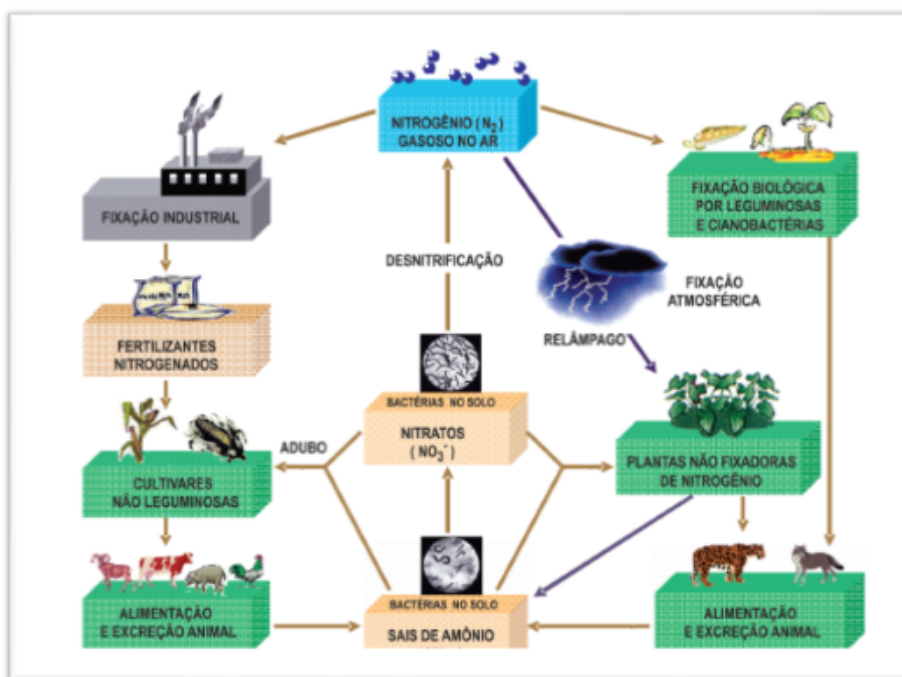 NITROGÊNIO (N₂)
GASOSO NO AR
FIXAÇÃO INDUSTRIAL
FIXAÇÃO BIOLÓGICA
POR LEGUMINOSAS
E CIANOBACTÉRIAS
DESNITRIFICAÇÃO
FIXAÇÃO
ATMOSFÉRICA
RELÂMPAGO
FERTILIZANTES
NITROGENADOS
BACTÉRIAS NO SOLO
NITRATOS
(NO₃⁻)
ADUBO
CULTIVARES
NÃO LEGUMINOSAS
PLANTAS NÃO FIXADORAS
DE NITROGÊNIO
BACTÉRIAS NO SOLO
SAIS DE AMÔNIO
ALIMENTAÇÃO
E EXCREÇÃO ANIMAL
ALIMENTAÇÃO
E EXCREÇÃO ANIMAL